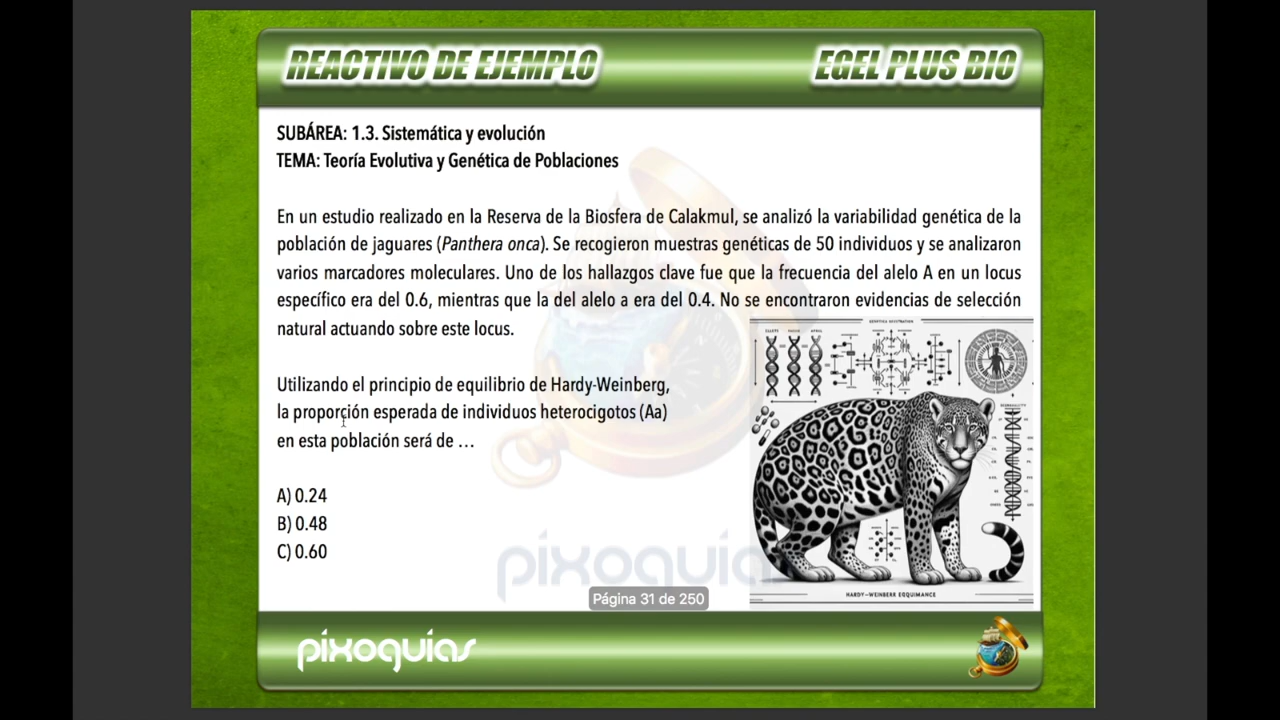 REACTIVO DE EJEMPLO
EGEL PLUS BIO
SUBÁREA: 1.3. Sistemática y evolución
TEMA: Teoría Evolutiva y Genética de Poblaciones
En un estudio realizado en la Reserva de la Biosfera de Calakmul, se analizó la variabilidad genética de la
población de jaguares (Panthera onca). Se recogieron muestras genéticas de 50 individuos y se analizaron
varios marcadores moleculares. Uno de los hallazgos clave fue que la frecuencia del alelo A en un locus
específico era del 0.6, mientras que la del alelo a era del 0.4. No se encontraron evidencias de selección
natural actuando sobre este locus.
Utilizando el principio de equilibrio de Hardy-Weinberg,
la proporción esperada de individuos heterocigotos (Aa)
en esta población será de …
A) 0.24
B) 0.48
C) 0.60
HARDY-WEINBERR EQQUIMANCE
pixoquias
Página 31 de 250
pixoquias